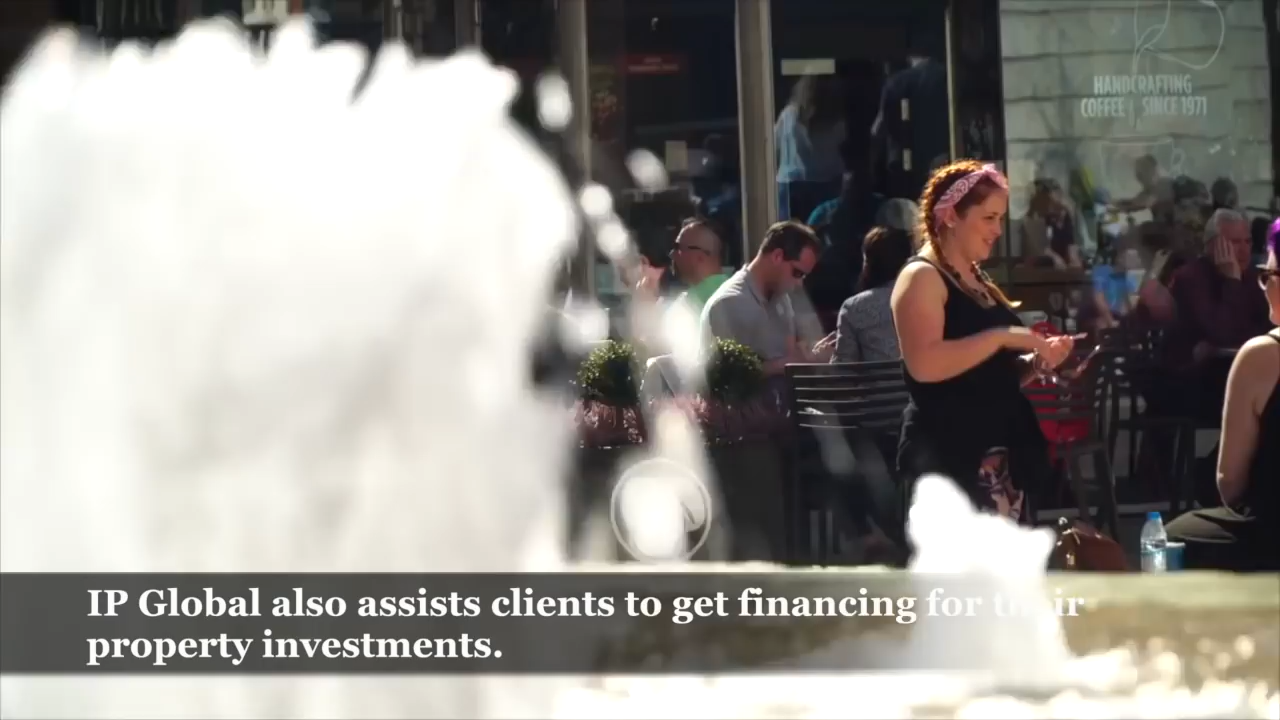 HANDCRAFTING
COFFEE SINCE 1971
IP Global also assists clients to get financing for their
property investments.